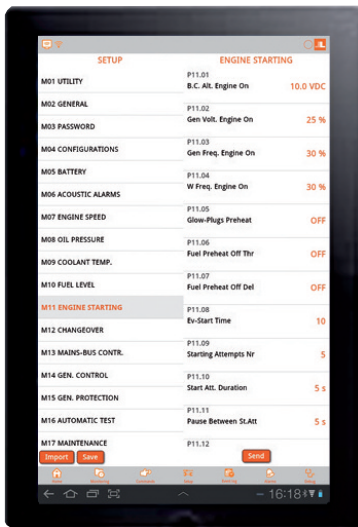 SETUP
M01 UTILITY
M02 GENERAL
M03 PASSWORD
M04 CONFIGURATIONS
M05 BATTERY
M06 ACOUSTIC ALARMS
M07 ENGINE SPEED
M08 OIL PRESSURE
M09 COOLANT TEMP.
M10 FUEL LEVEL
M11 ENGINE STARTING
M12 CHANGEOVER
M13 MAINS-BUS CONTR.
M14 GEN. CONTROL
M15 GEN. PROTECTION
M16 AUTOMATIC TEST
M17 MAINTENANCE
ENGINE STARTING
P11.01
B.C. Alt. Engine On 10.0 VDC
P11.02
Gen Volt. Engine On 25 %
P11.03
Gen Freq. Engine On 30 %
P11.04
W Freq. Engine On 30 %
P11.05
Glow-Plugs Preheat OFF
P11.06
Fuel Preheat Off Thr OFF
P11.07
Fuel Preheat Off Del OFF
P11.08
Ev-Start Time 10
P11.09
Starting Attempts Nr 5
P11.10
Start Att. Duration 5 s
P11.11
Pause Between St.Att 5 s
P11.12
Import Save Send
16:18